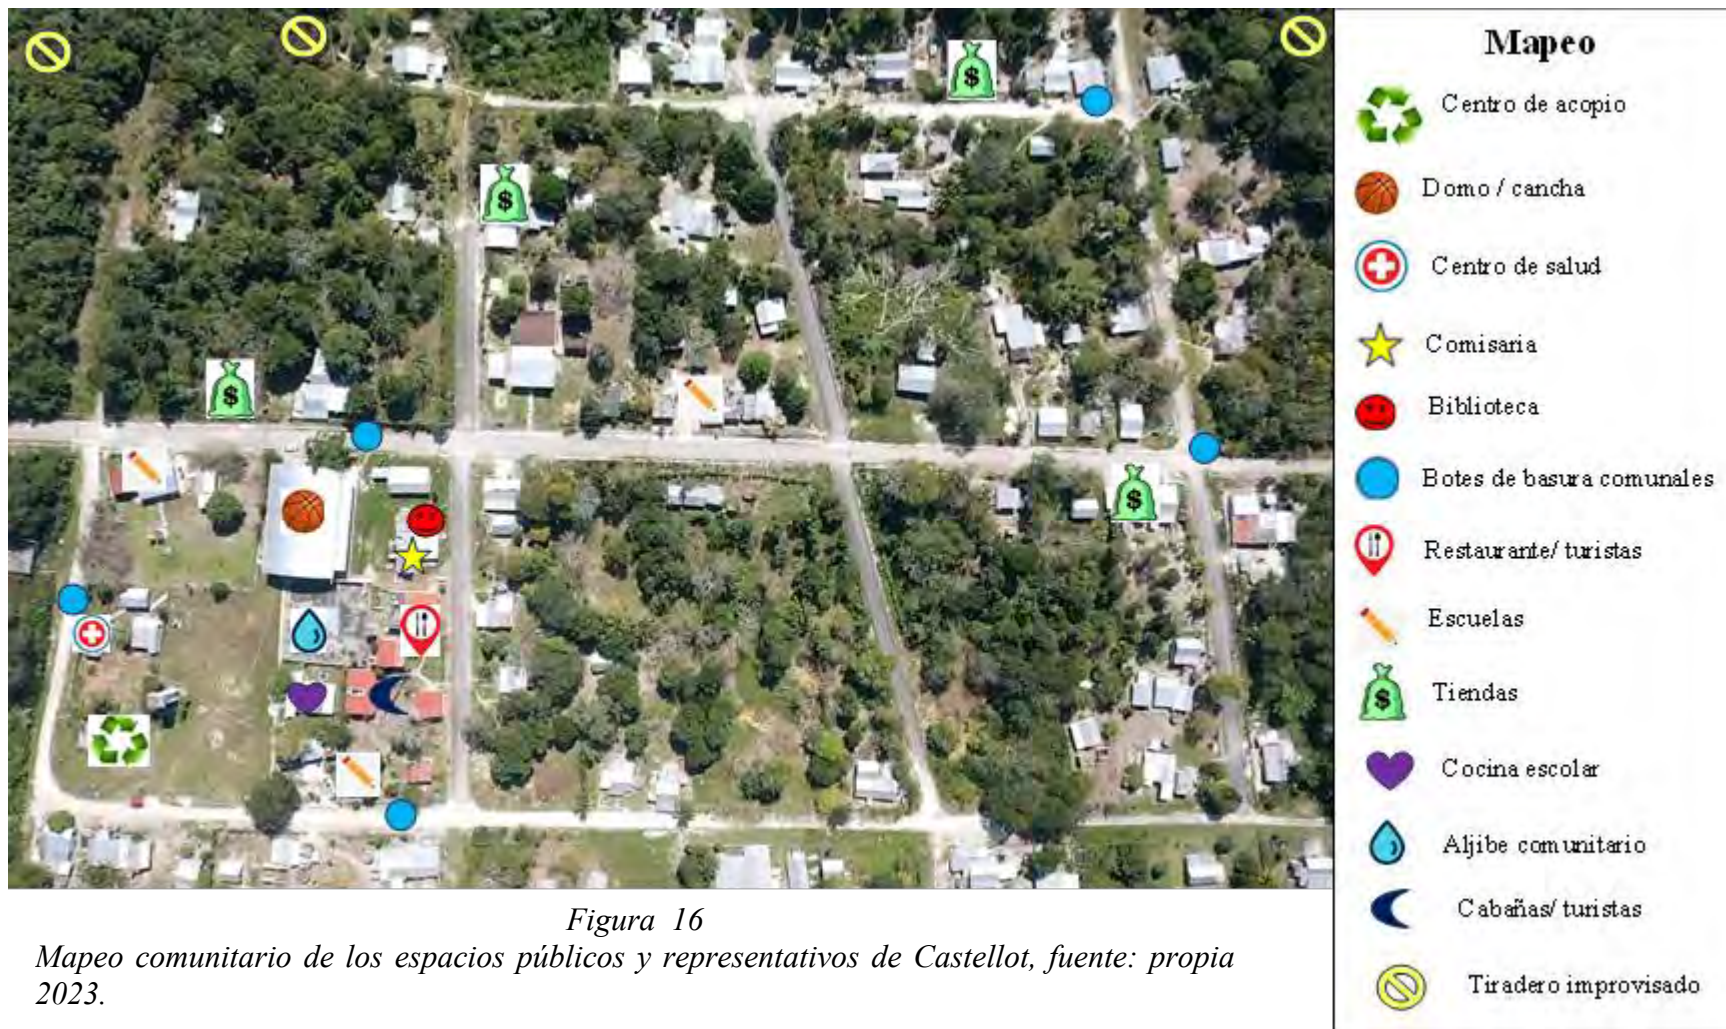 Mapeo
Centro de acopio
Domo / cancha
Centro de salud
Comisaria
Biblioteca
Botes de basura comunales
Restaurante/ turistas
Escuelas
Tiendas
Cocina escolar
Aljibe comunitario
Cabañas/ turistas
Tiradero improvisado
Figura 16
Mapeo comunitario de los espacios públicos y representativos de Castellot, fuente: propia
2023.